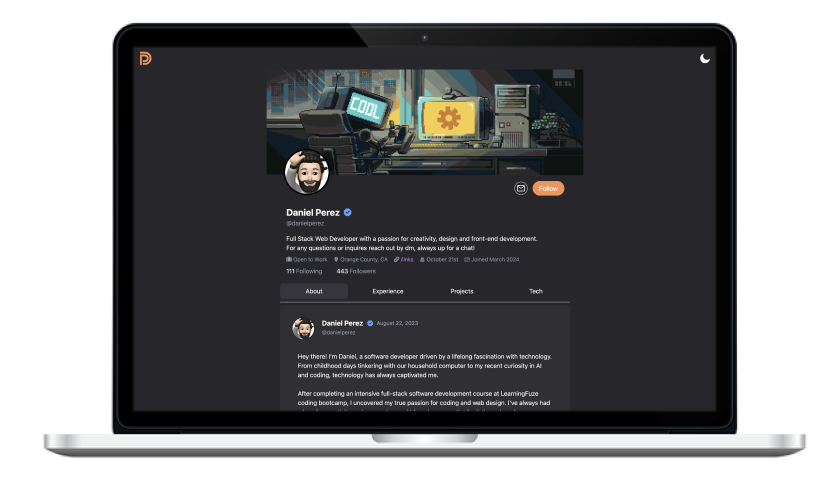 COOL
Follow
Daniel Perez
@danielperez
Full Stack Web Developer with a passion for creativity, design and front-end development.
For any questions or inquires reach out by dm, always up for a chat!
Open to Work Orange County, CA /links October 21st Joined March 2024
111 Following 443 Followers
About Experience Projects Tech
Daniel Perez August 22, 2023
@danielperez
Hey there! I'm Daniel, a software developer driven by a lifelong fascination with technology.
From childhood days tinkering with our household computer to my recent curiosity in AI
and coding, technology has always captivated me.
After completing an intensive full-stack software development course at LearningFuze
coding bootcamp, I uncovered my true passion for coding and web design. I've always had